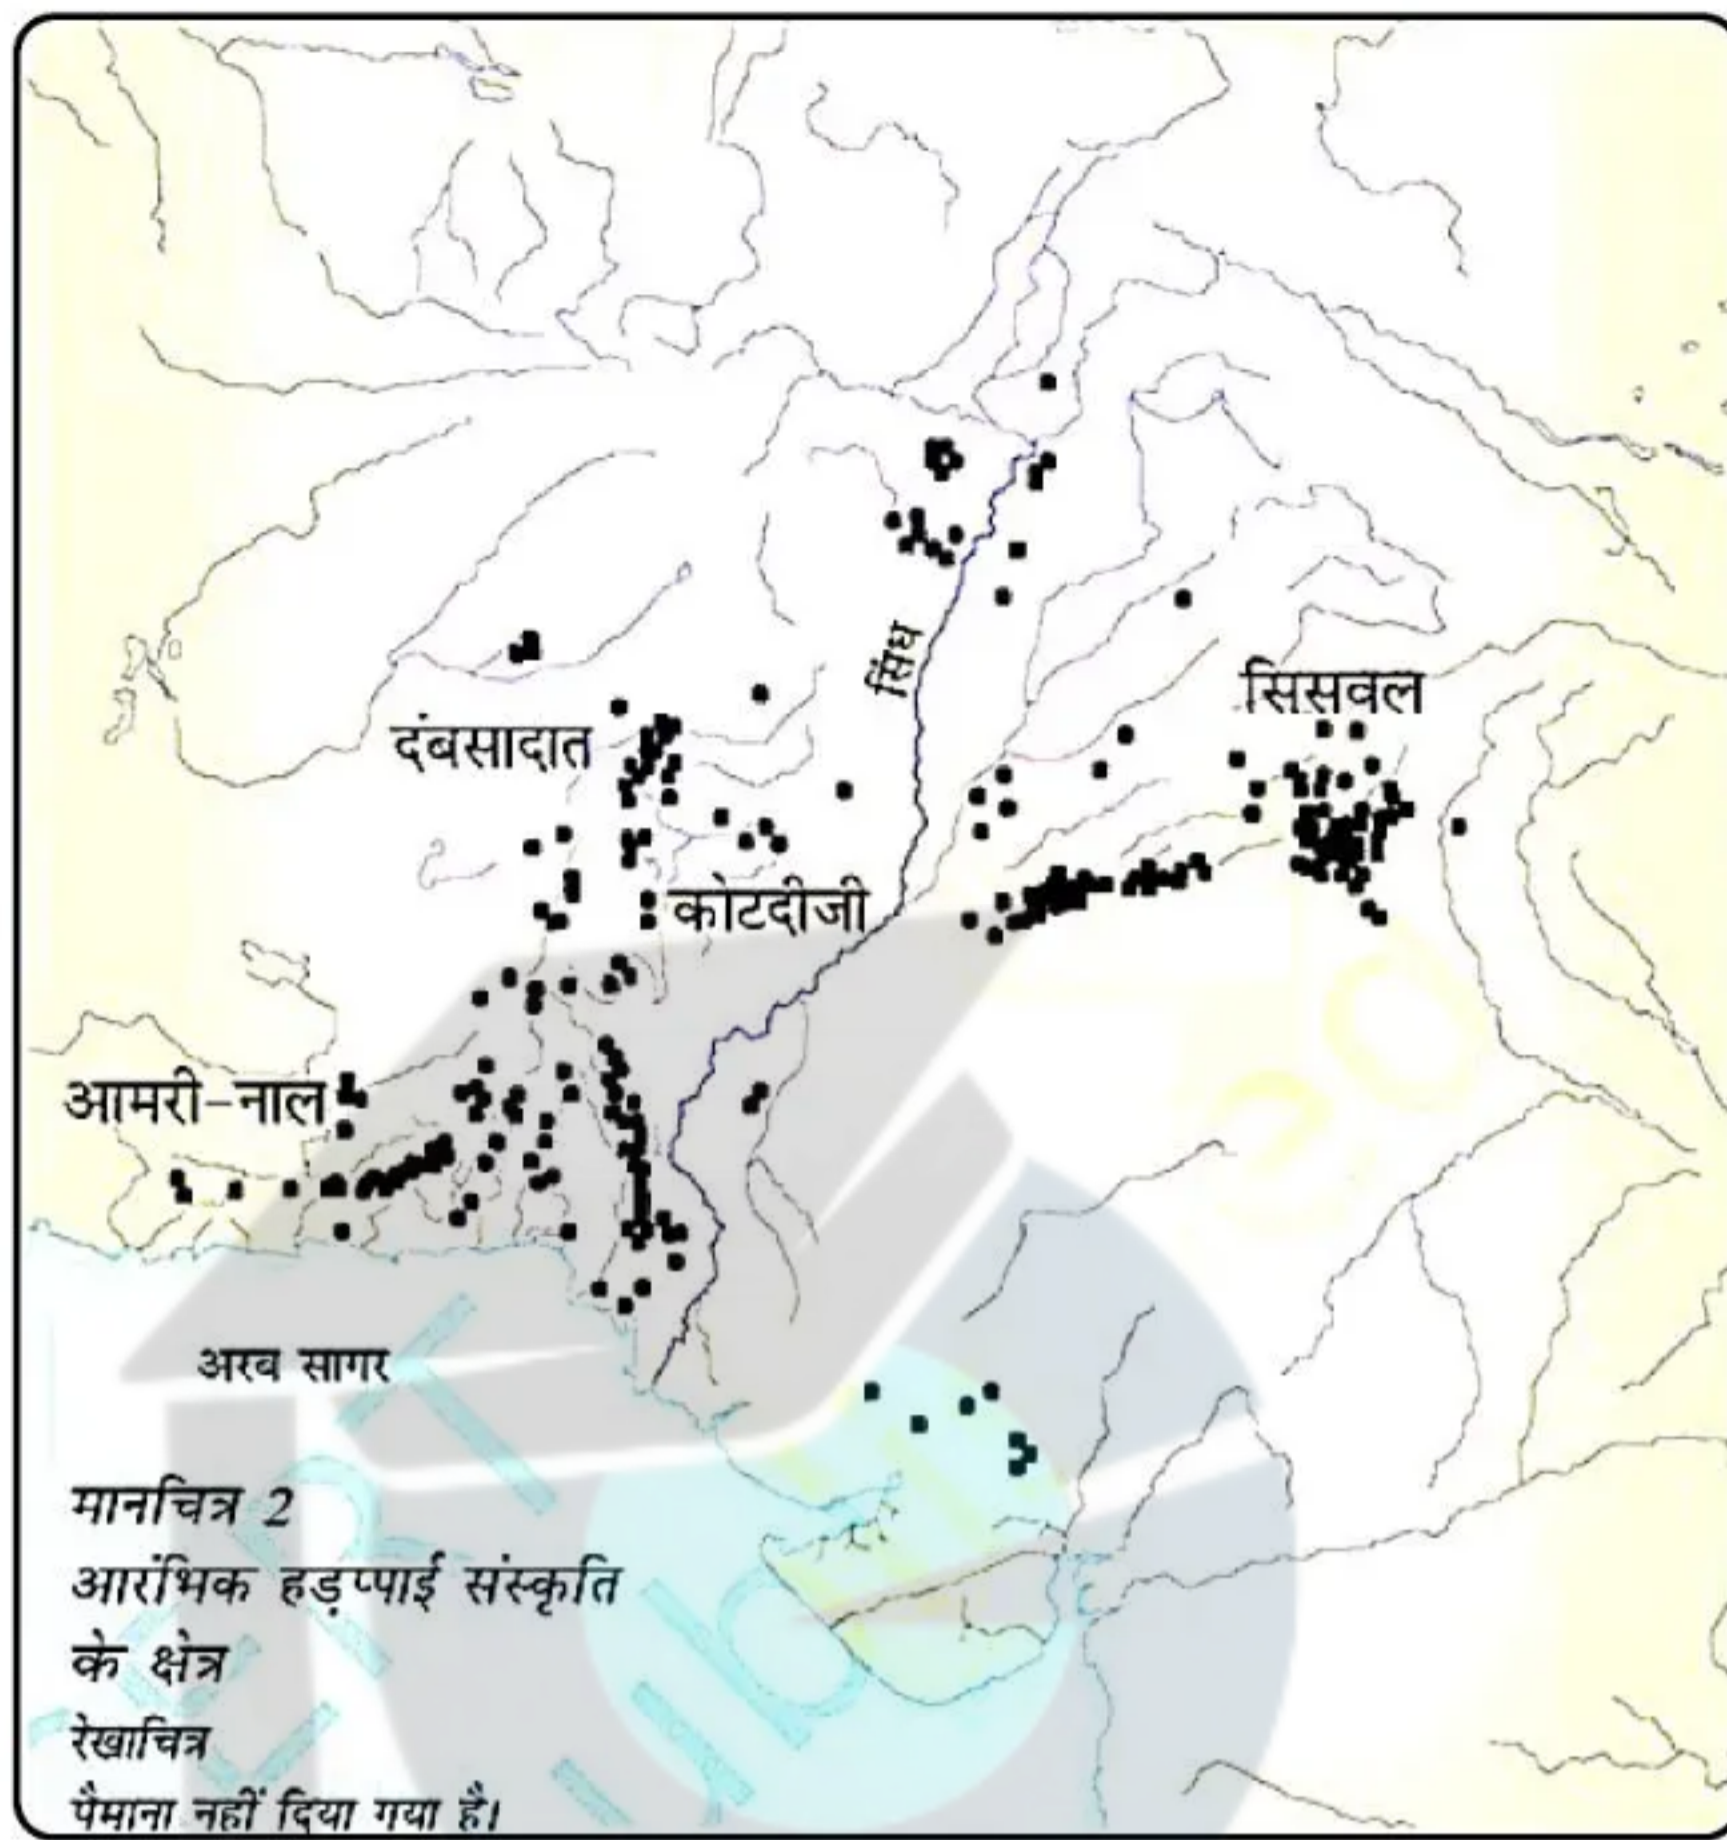 सिंध
सिसवल
दंबसादात
कोटदीजी
आमरी-नाल
अरब सागर
मानचित्र 2
आरंभिक हड़प्पाई संस्कृति
के क्षेत्र
रेखाचित्र
पैमाना नहीं दिया गया है।